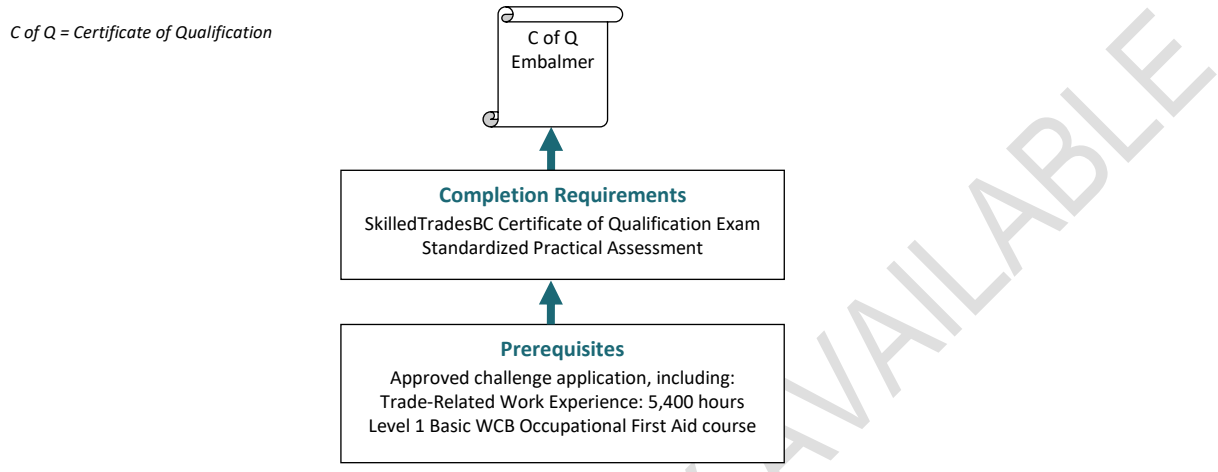 C of Q = Certificate of Qualification
C of Q
Embalmer
Completion Requirements
SkilledTradesBC Certificate of Qualification Exam
Standardized Practical Assessment
Prerequisites
Approved challenge application, including:
Trade-Related Work Experience: 5,400 hours
Level 1 Basic WCB Occupational First Aid course
AVAILABLE